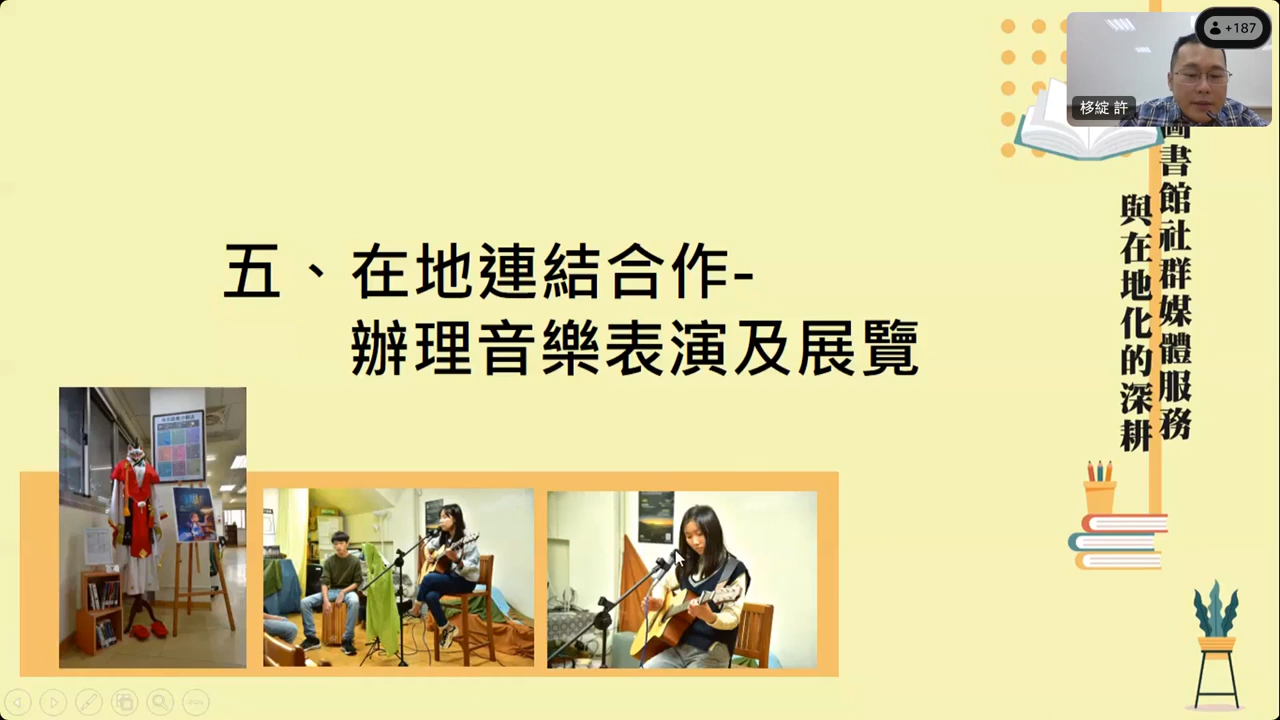 五、在地連結合作-
辦理音樂表演及展覽
圖書館社群媒體服務
與在地化的深耕
+187
移綻 許